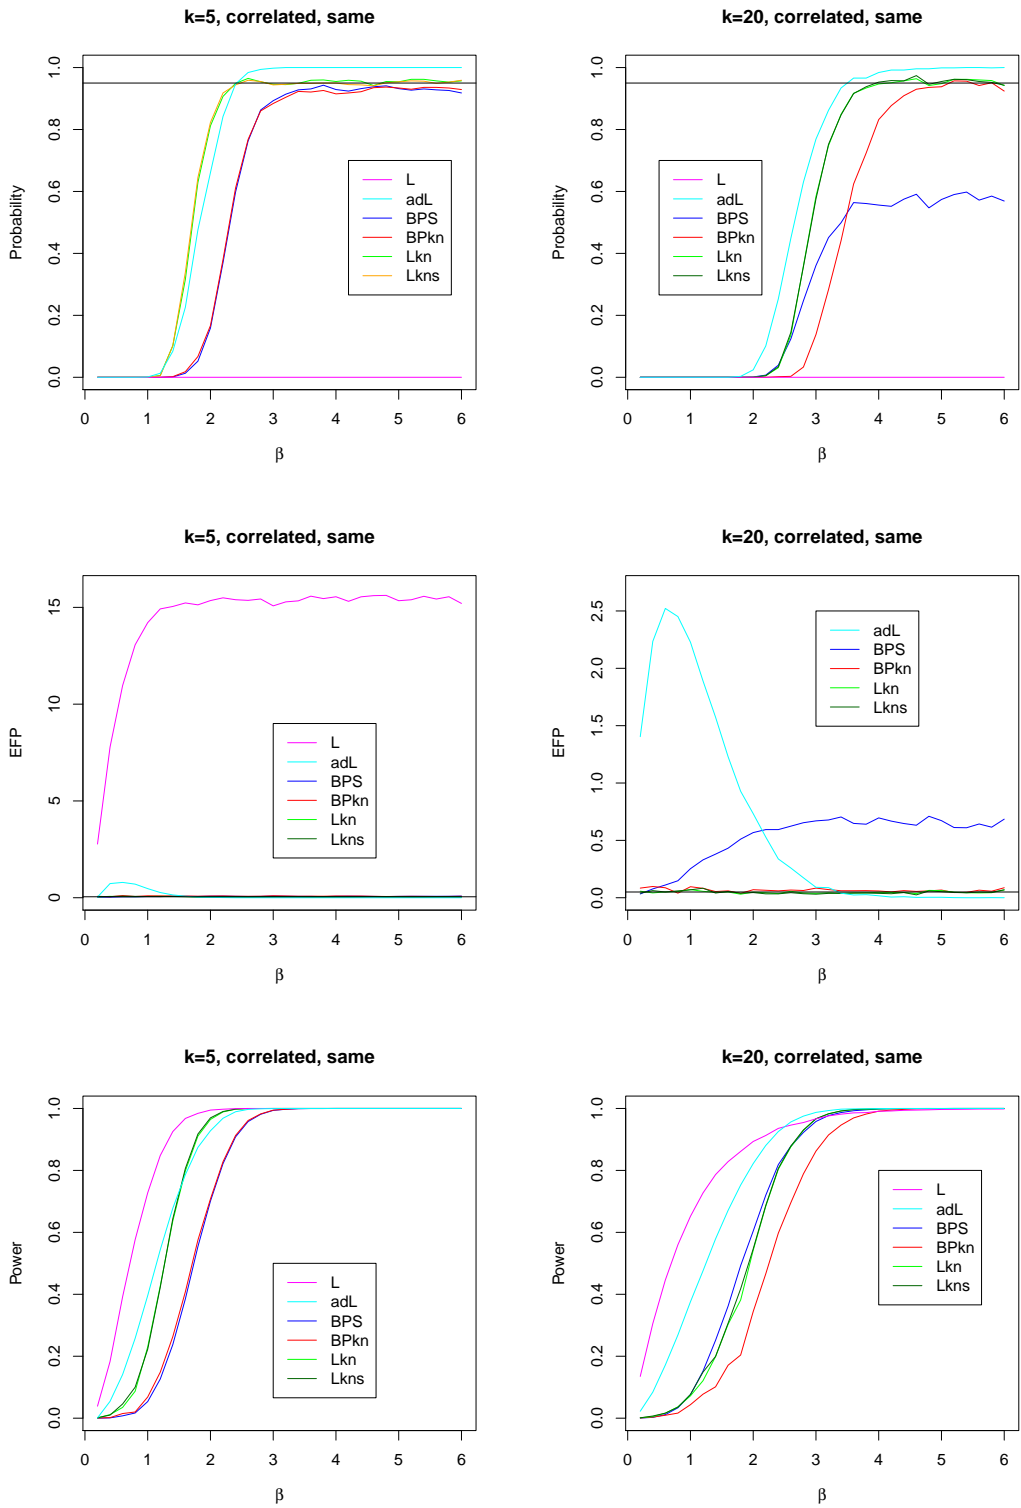 k=5, correlated, same
Probability
0.0 0.2 0.4 0.6 0.8 1.0
L
adL
BPS
BPkn
Lkn
Lkns
0 1 2 3 4 5 6
β
k=20, correlated, same
Probability
0.0 0.2 0.4 0.6 0.8 1.0
L
adL
BPS
BPkn
Lkn
Lkns
0 1 2 3 4 5 6
β
k=5, correlated, same
EFP
0 5 10 15
L
adL
BPS
BPkn
Lkn
Lkns
0 1 2 3 4 5 6
β
k=20, correlated, same
EFP
0.0 0.5 1.0 1.5 2.0 2.5
adL
BPS
BPkn
Lkn
Lkns
0 1 2 3 4 5 6
β
k=5, correlated, same
Power
0.0 0.2 0.4 0.6 0.8 1.0
L
adL
BPS
BPkn
Lkn
Lkns
0 1 2 3 4 5 6
β
k=20, correlated, same
Power
0.0 0.2 0.4 0.6 0.8 1.0
L
adL
BPS
BPkn
Lkn
Lkns
0 1 2 3 4 5 6
β